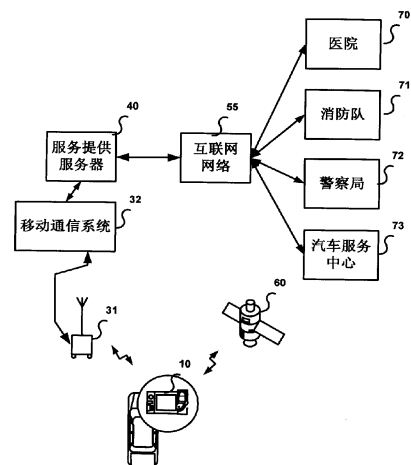 70
医院
40
55
71
消防队
服务提供
服务器
互联网
网络
72
警察局
32
移动通信系统
73
汽车服务
中心
60
31
10